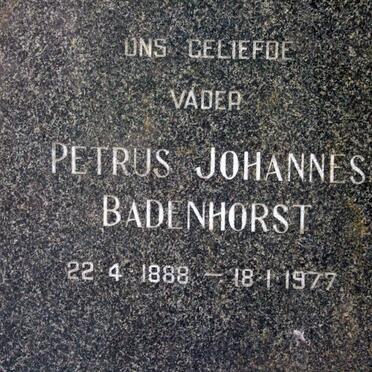 ONS GELIEFDE
VADER
PETRUS JOHANNES
BADENHORST
22·4·1888 – 18·1·1977